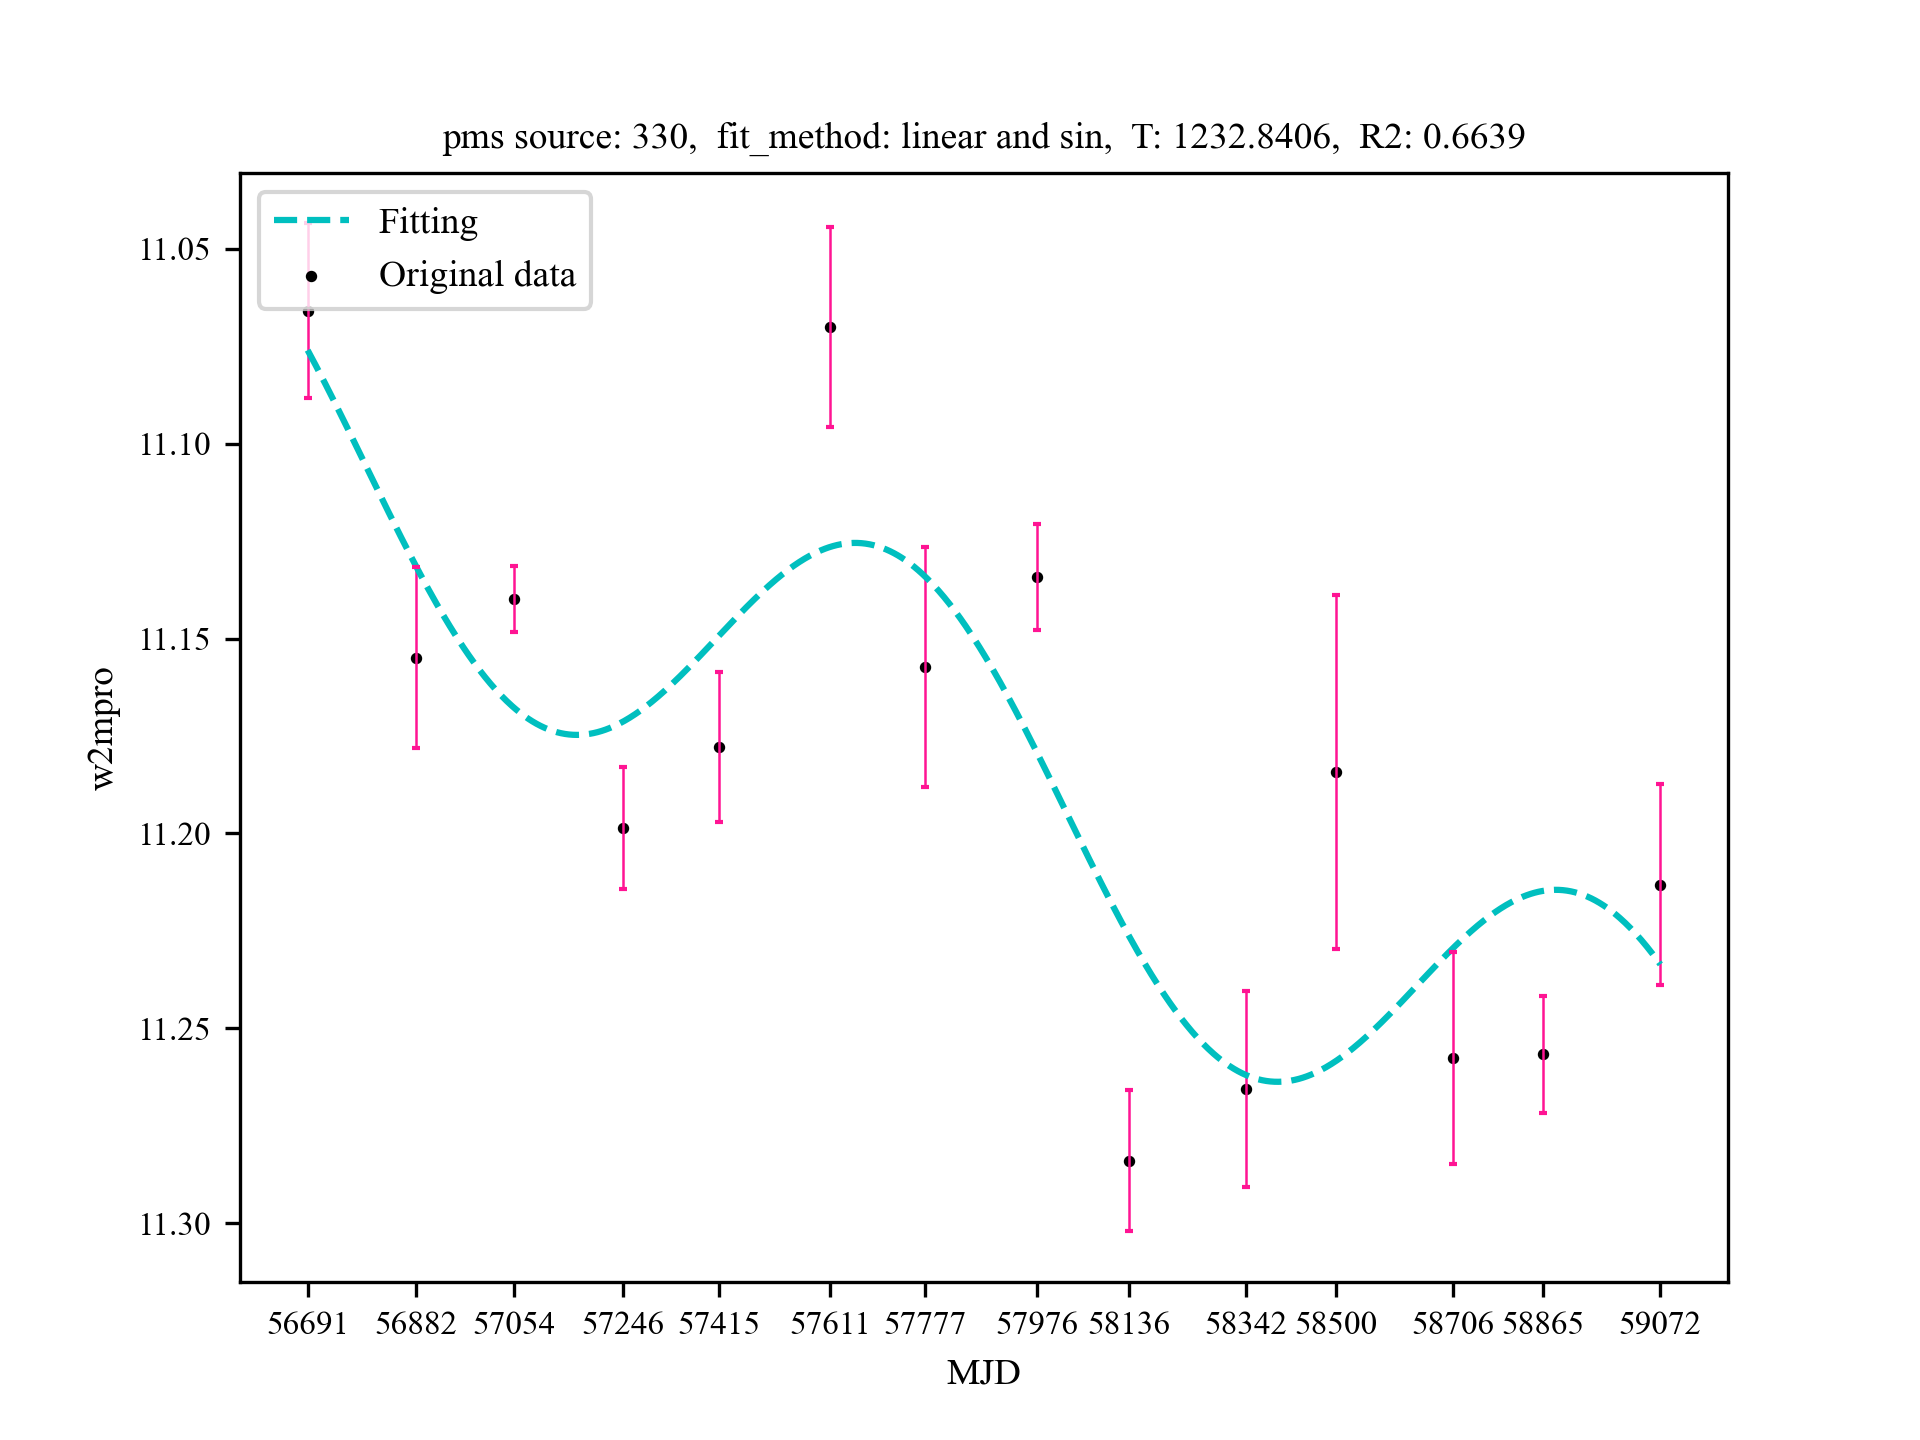 pms source: 330,  fit_method: linear and sin,  T: 1232.8406,  R2: 0.6639
Fitting
Original data
11.05
11.10
11.15
11.20
11.25
11.30
w2mpro
56691 56882 57054 57246 57415 57611 57777 57976 58136 58342 58500 58706 58865 59072
MJD